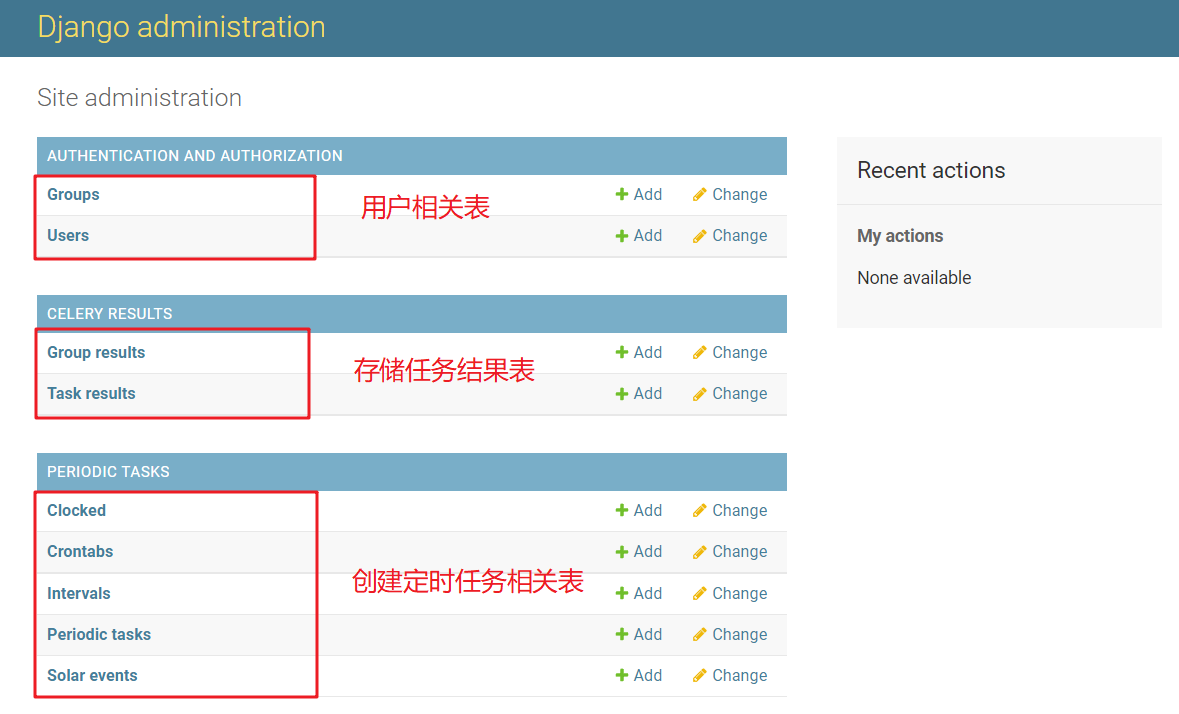 Django administration
Site administration
AUTHENTICATION AND AUTHORIZATION
Groups Add Change
用户相关表
Users Add Change
CELERY RESULTS
Group results Add Change
存储任务结果表
Task results Add Change
PERIODIC TASKS
Clocked Add Change
Crontabs Add Change
创建定时任务相关表
Intervals Add Change
Periodic tasks Add Change
Solar events Add Change
Recent actions
My actions
None available